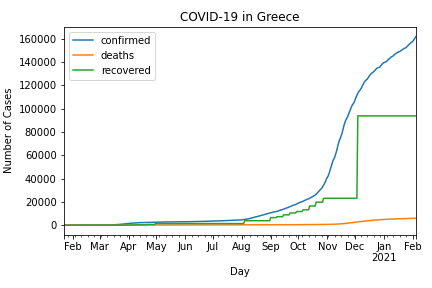 COVID-19 in Greece
confirmed
deaths
recovered
Number of Cases
160000
140000
120000
100000
80000
60000
40000
20000
0
Feb Mar Apr May Jun Jul Aug Sep Oct Nov Dec Jan Feb
2021
Day